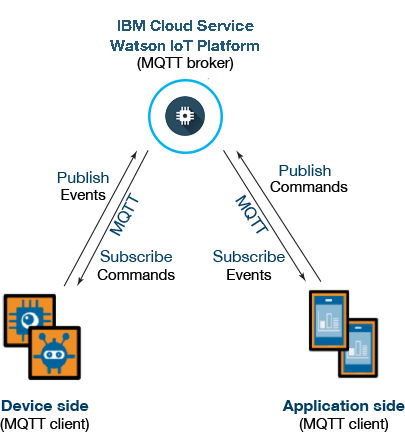 IBM Cloud Service
Watson IoT Platform
(MQTT broker)
Publish
Events
MQTT
Subscribe
Commands
Publish
Commands
MQTT
Subscribe
Events
Device side
(MQTT client)
Application side
(MQTT client)